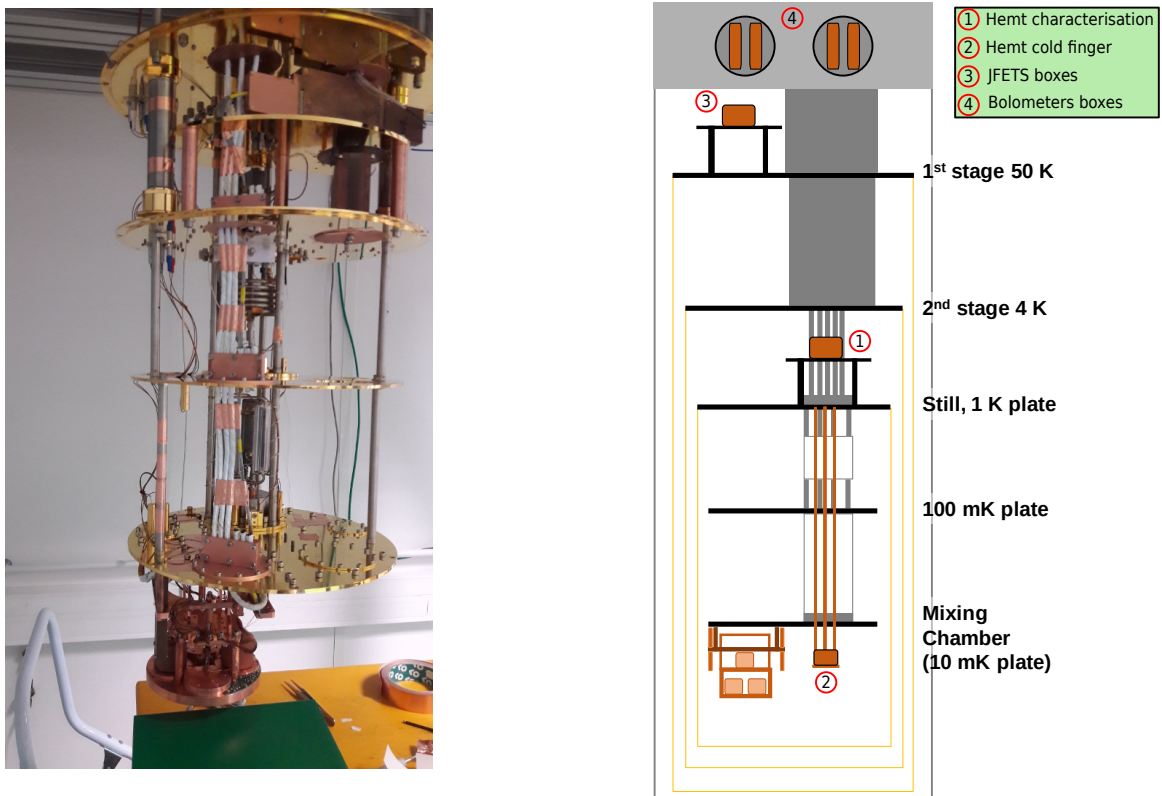 ① Hemt characterisation
② Hemt cold finger
③ JFETS boxes
④ Bolometers boxes
④
③
1st stage 50 K
2nd stage 4 K
①
Still, 1 K plate
100 mK plate
Mixing
Chamber
(10 mK plate)
②